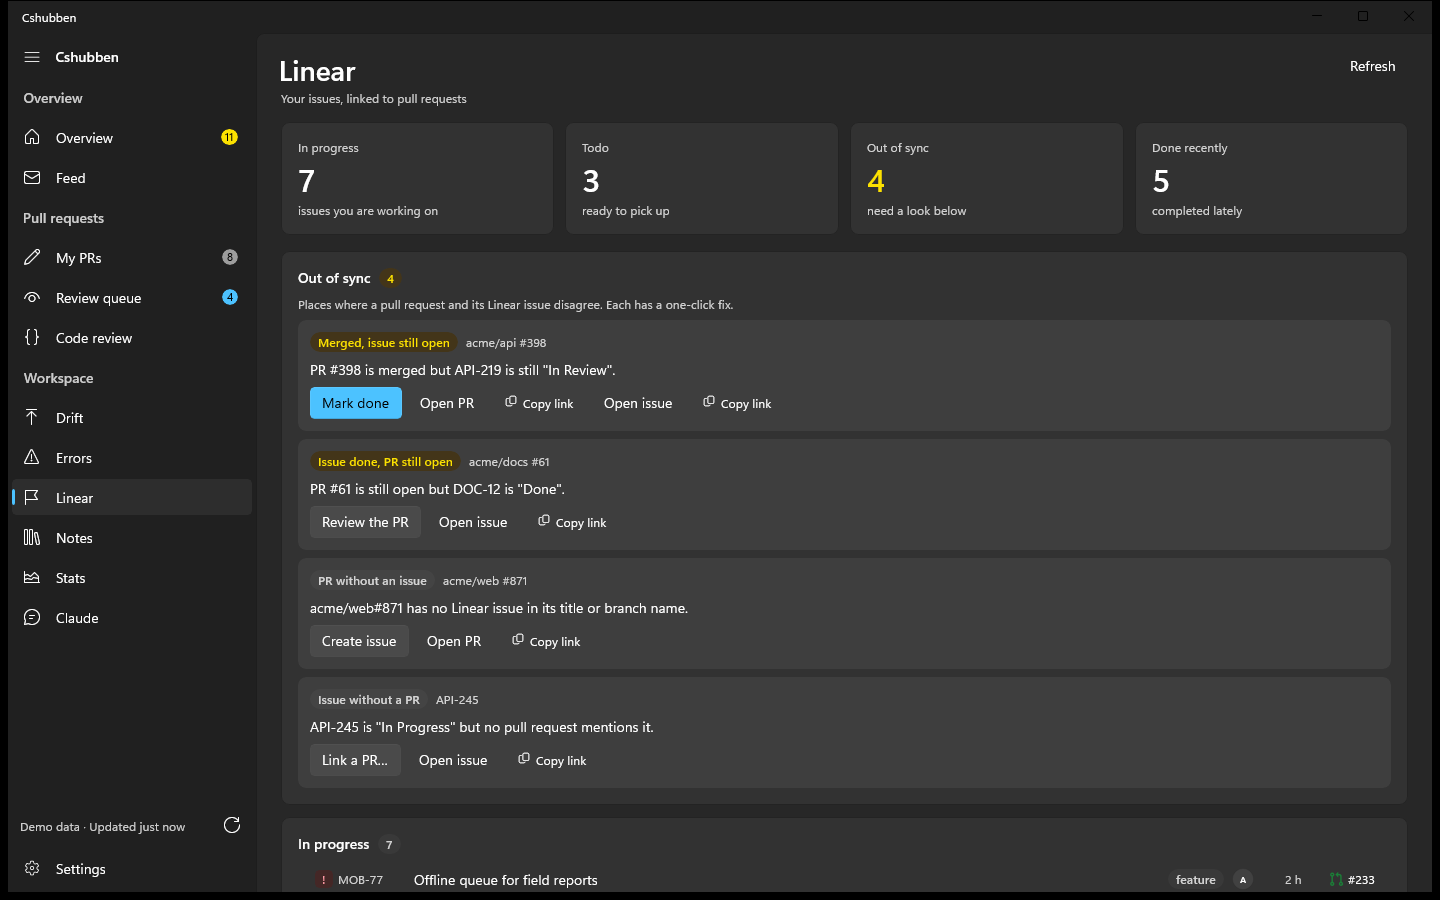 Cshubben
Cshubben
Overview
Overview 11
Feed
Pull requests
My PRs 8
Review queue 4
Code review
Workspace
Drift
Errors
Linear
Notes
Stats
Claude
Demo data · Updated just now
Settings
Linear
Refresh
Your issues, linked to pull requests
In progress
7
issues you are working on
Todo
3
ready to pick up
Out of sync
4
need a look below
Done recently
5
completed lately
Out of sync 4
Places where a pull request and its Linear issue disagree. Each has a one-click fix.
Merged, issue still open acme/api #398
PR #398 is merged but API-219 is still "In Review".
Mark done Open PR Copy link Open issue Copy link
Issue done, PR still open acme/docs #61
PR #61 is still open but DOC-12 is "Done".
Review the PR Open issue Copy link
PR without an issue acme/web #871
acme/web#871 has no Linear issue in its title or branch name.
Create issue Open PR Copy link
Issue without a PR API-245
API-245 is "In Progress" but no pull request mentions it.
Link a PR... Open issue Copy link
In progress 7
! MOB-77 Offline queue for field reports feature A 2 h #233